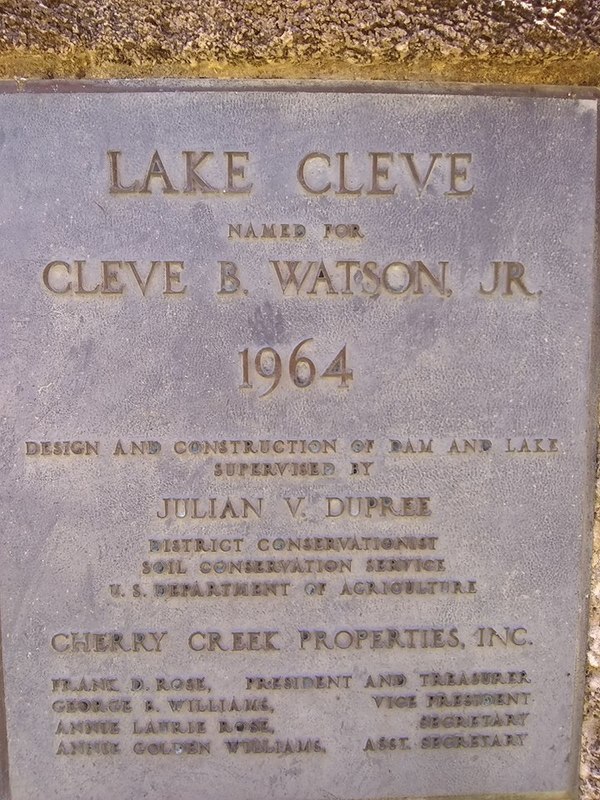 LAKE CLEVE
NAMED FOR
CLEVE B. WATSON, JR.
1964
DESIGN AND CONSTRUCTION OF DAM AND LAKE
SUPERVISED BY
JULIAN V. DUPREE
DISTRICT CONSERVATIONIST
SOIL CONSERVATION SERVICE
U. S. DEPARTMENT OF AGRICULTURE
CHERRY CREEK PROPERTIES, INC.
FRANK D. ROSE, PRESIDENT AND TREASURER
GEORGE B. WILLIAMS, VICE PRESIDENT
ANNIE LAURIE ROSE, SECRETARY
ANNIE GOLDEN WILLIAMS, ASST. SECRETARY